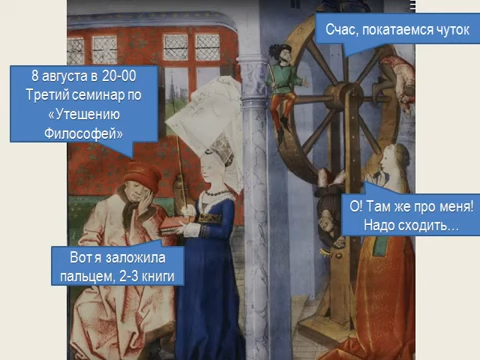 Счас, покатаемся чуток
8 августа в 20-00
Третий семинар по
«Утешению
Философей»
О! Там же про меня!
Надо сходить...
Вот я заложила
пальцем, 2-3 книги